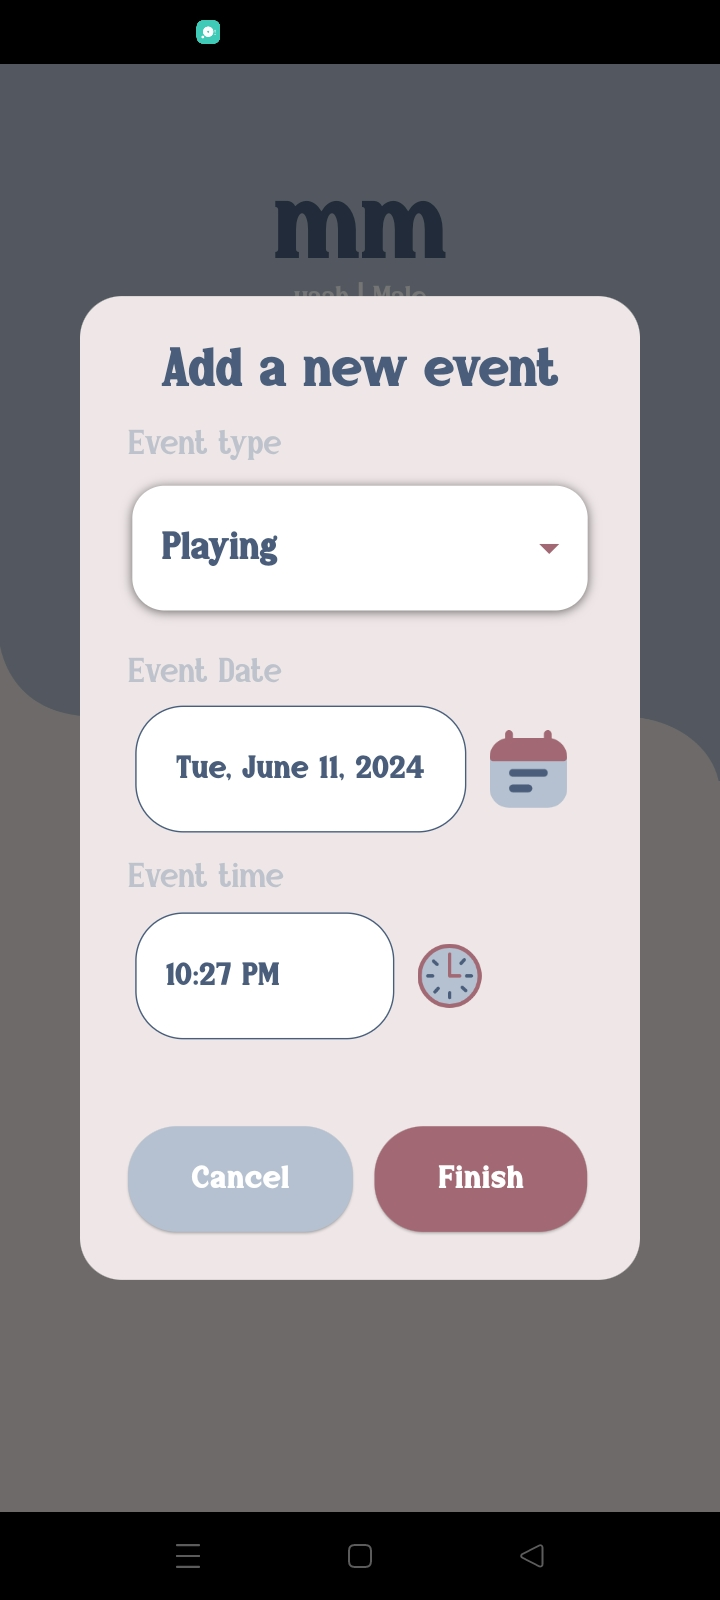 mm
Add a new event
Event type
Playing
Event Date
Tue, June 11, 2024
Event time
10:27 PM
Cancel
Finish